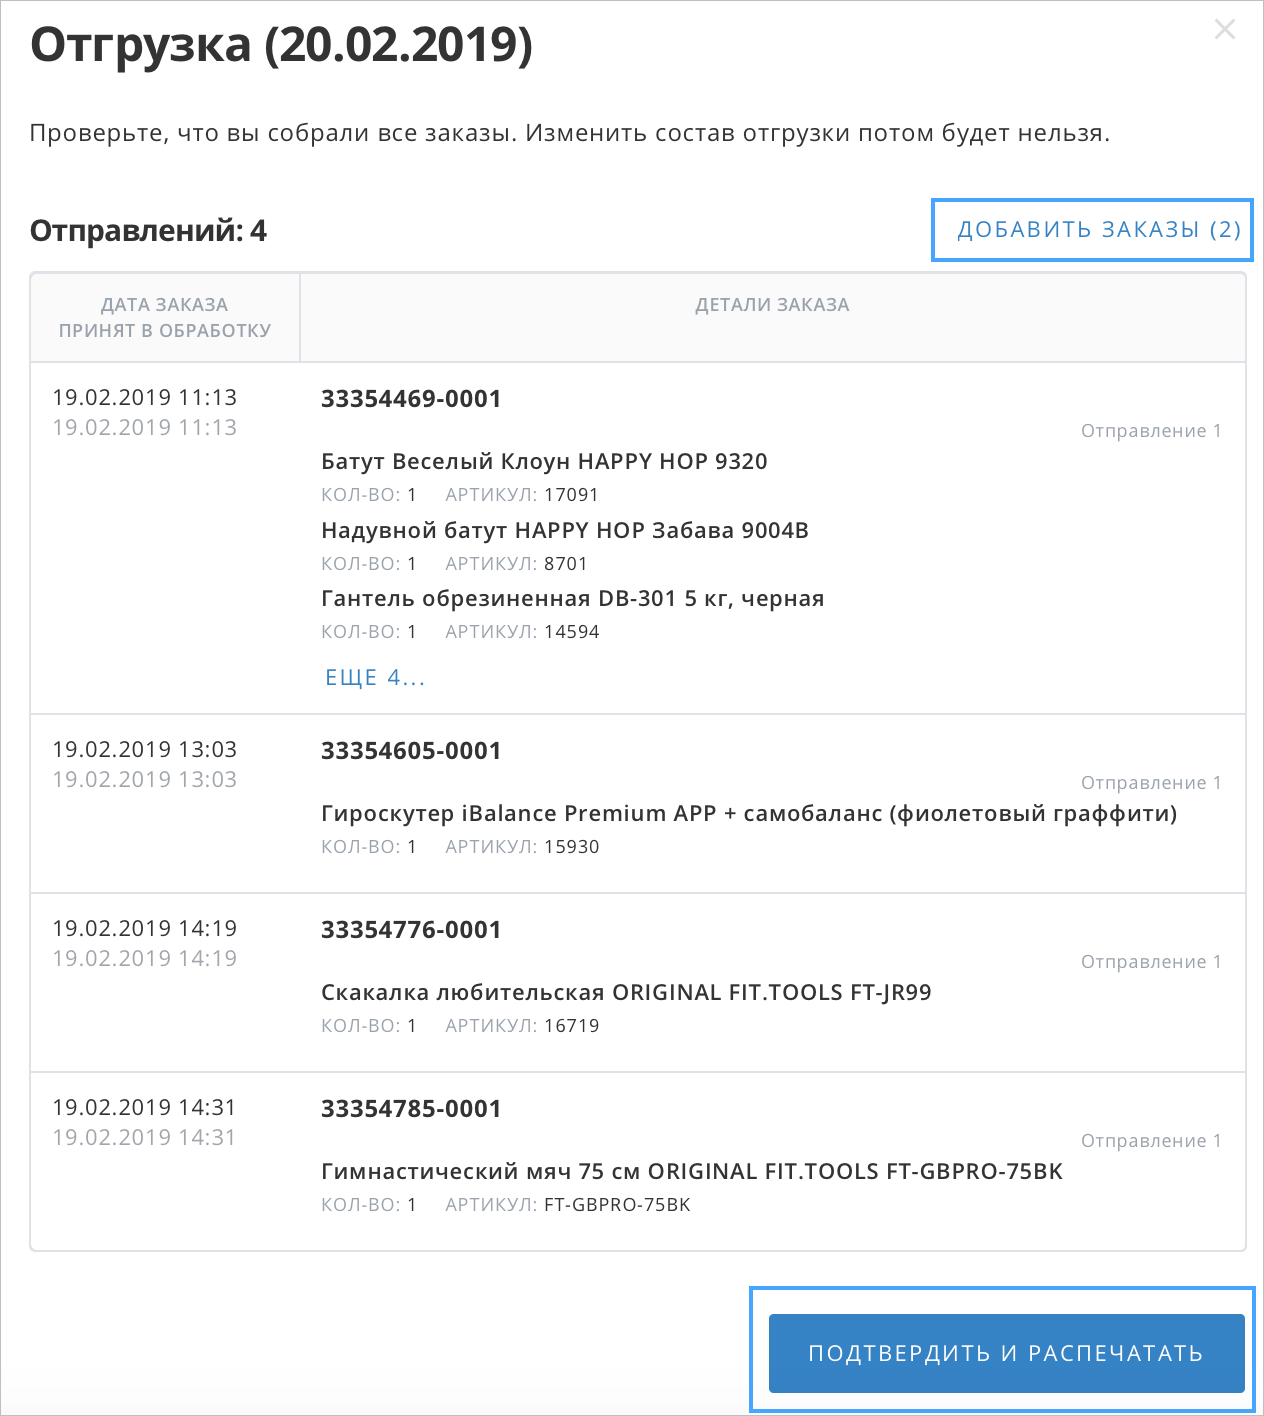 Отгрузка (20.02.2019)
Проверьте, что вы собрали все заказы. Изменить состав отгрузки потом будет нельзя.
Отправлений: 4
ДОБАВИТЬ ЗАКАЗЫ (2)
ДАТА ЗАКАЗА
ПРИНЯТ В ОБРАБОТКУ
ДЕТАЛИ ЗАКАЗА
19.02.2019 11:13
19.02.2019 11:13
33354469-0001
Отправление 1
Батут Веселый Клоун HAPPY HOP 9320
КОЛ-ВО: 1 АРТИКУЛ: 17091
Надувной батут HAPPY HOP Забава 9004B
КОЛ-ВО: 1 АРТИКУЛ: 8701
Гантель обрезиненная DB-301 5 кг, черная
КОЛ-ВО: 1 АРТИКУЛ: 14594
ЕЩЕ 4...
19.02.2019 13:03
19.02.2019 13:03
33354605-0001
Отправление 1
Гироскутер iBalance Premium APP + самобаланс (фиолетовый граффити)
КОЛ-ВО: 1 АРТИКУЛ: 15930
19.02.2019 14:19
19.02.2019 14:19
33354776-0001
Отправление 1
Скакалка любительская ORIGINAL FIT.TOOLS FT-JR99
КОЛ-ВО: 1 АРТИКУЛ: 16719
19.02.2019 14:31
19.02.2019 14:31
33354785-0001
Отправление 1
Гимнастический мяч 75 см ORIGINAL FIT.TOOLS FT-GBPRO-75BK
КОЛ-ВО: 1 АРТИКУЛ: FT-GBPRO-75BK
ПОДТВЕРДИТЬ И РАСПЕЧАТАТЬ